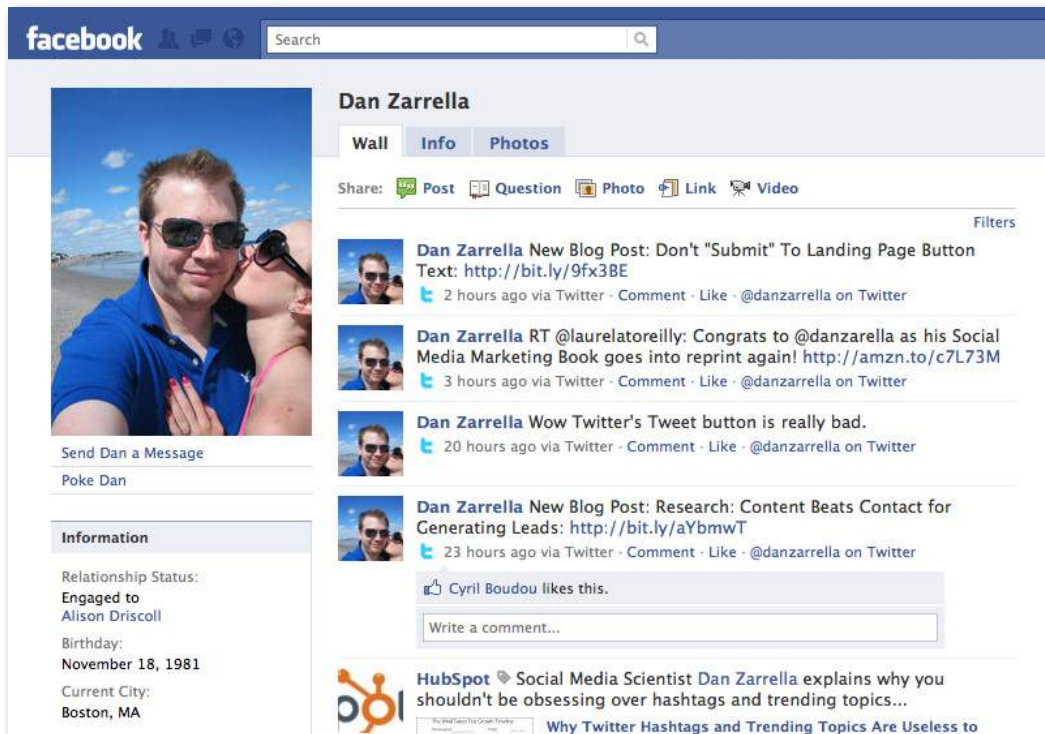 facebook
Search
Dan Zarrella
Wall Info Photos
Share: Post Question Photo Link Video
Filters
Dan Zarrella New Blog Post: Don't "Submit" To Landing Page Button
Text: http://bit.ly/9fx3BE
2 hours ago via Twitter · Comment · Like · @danzarrella on Twitter
Dan Zarrella RT @laurelatoreilly: Congrats to @danzarella as his Social
Media Marketing Book goes into reprint again! http://amzn.to/c7L73M
3 hours ago via Twitter · Comment · Like · @danzarrella on Twitter
Dan Zarrella Wow Twitter's Tweet button is really bad.
20 hours ago via Twitter · Comment · Like · @danzarrella on Twitter
Dan Zarrella New Blog Post: Research: Content Beats Contact for
Generating Leads: http://bit.ly/aYbmwT
23 hours ago via Twitter · Comment · Like · @danzarrella on Twitter
Cyril Boudou likes this.
Write a comment...
HubSpot Social Media Scientist Dan Zarrella explains why you
shouldn't be obsessing over hashtags and trending topics...
Why Twitter Hashtags and Trending Topics Are Useless to
Send Dan a Message
Poke Dan
Information
Relationship Status:
Engaged to
Alison Driscoll
Birthday:
November 18, 1981
Current City:
Boston, MA